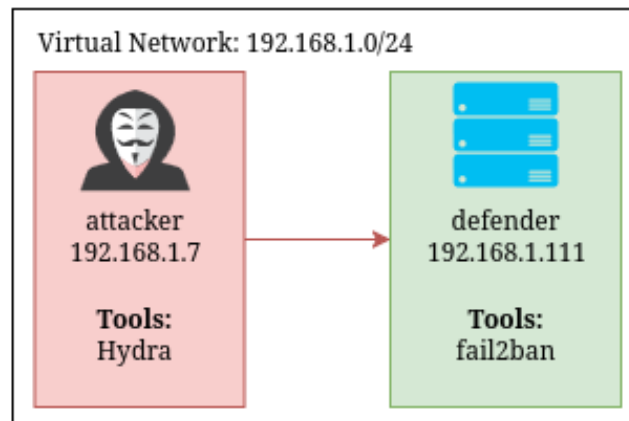 Virtual Network: 192.168.1.0/24
attacker
192.168.1.7
Tools:
Hydra
defender
192.168.1.111
Tools:
fail2ban